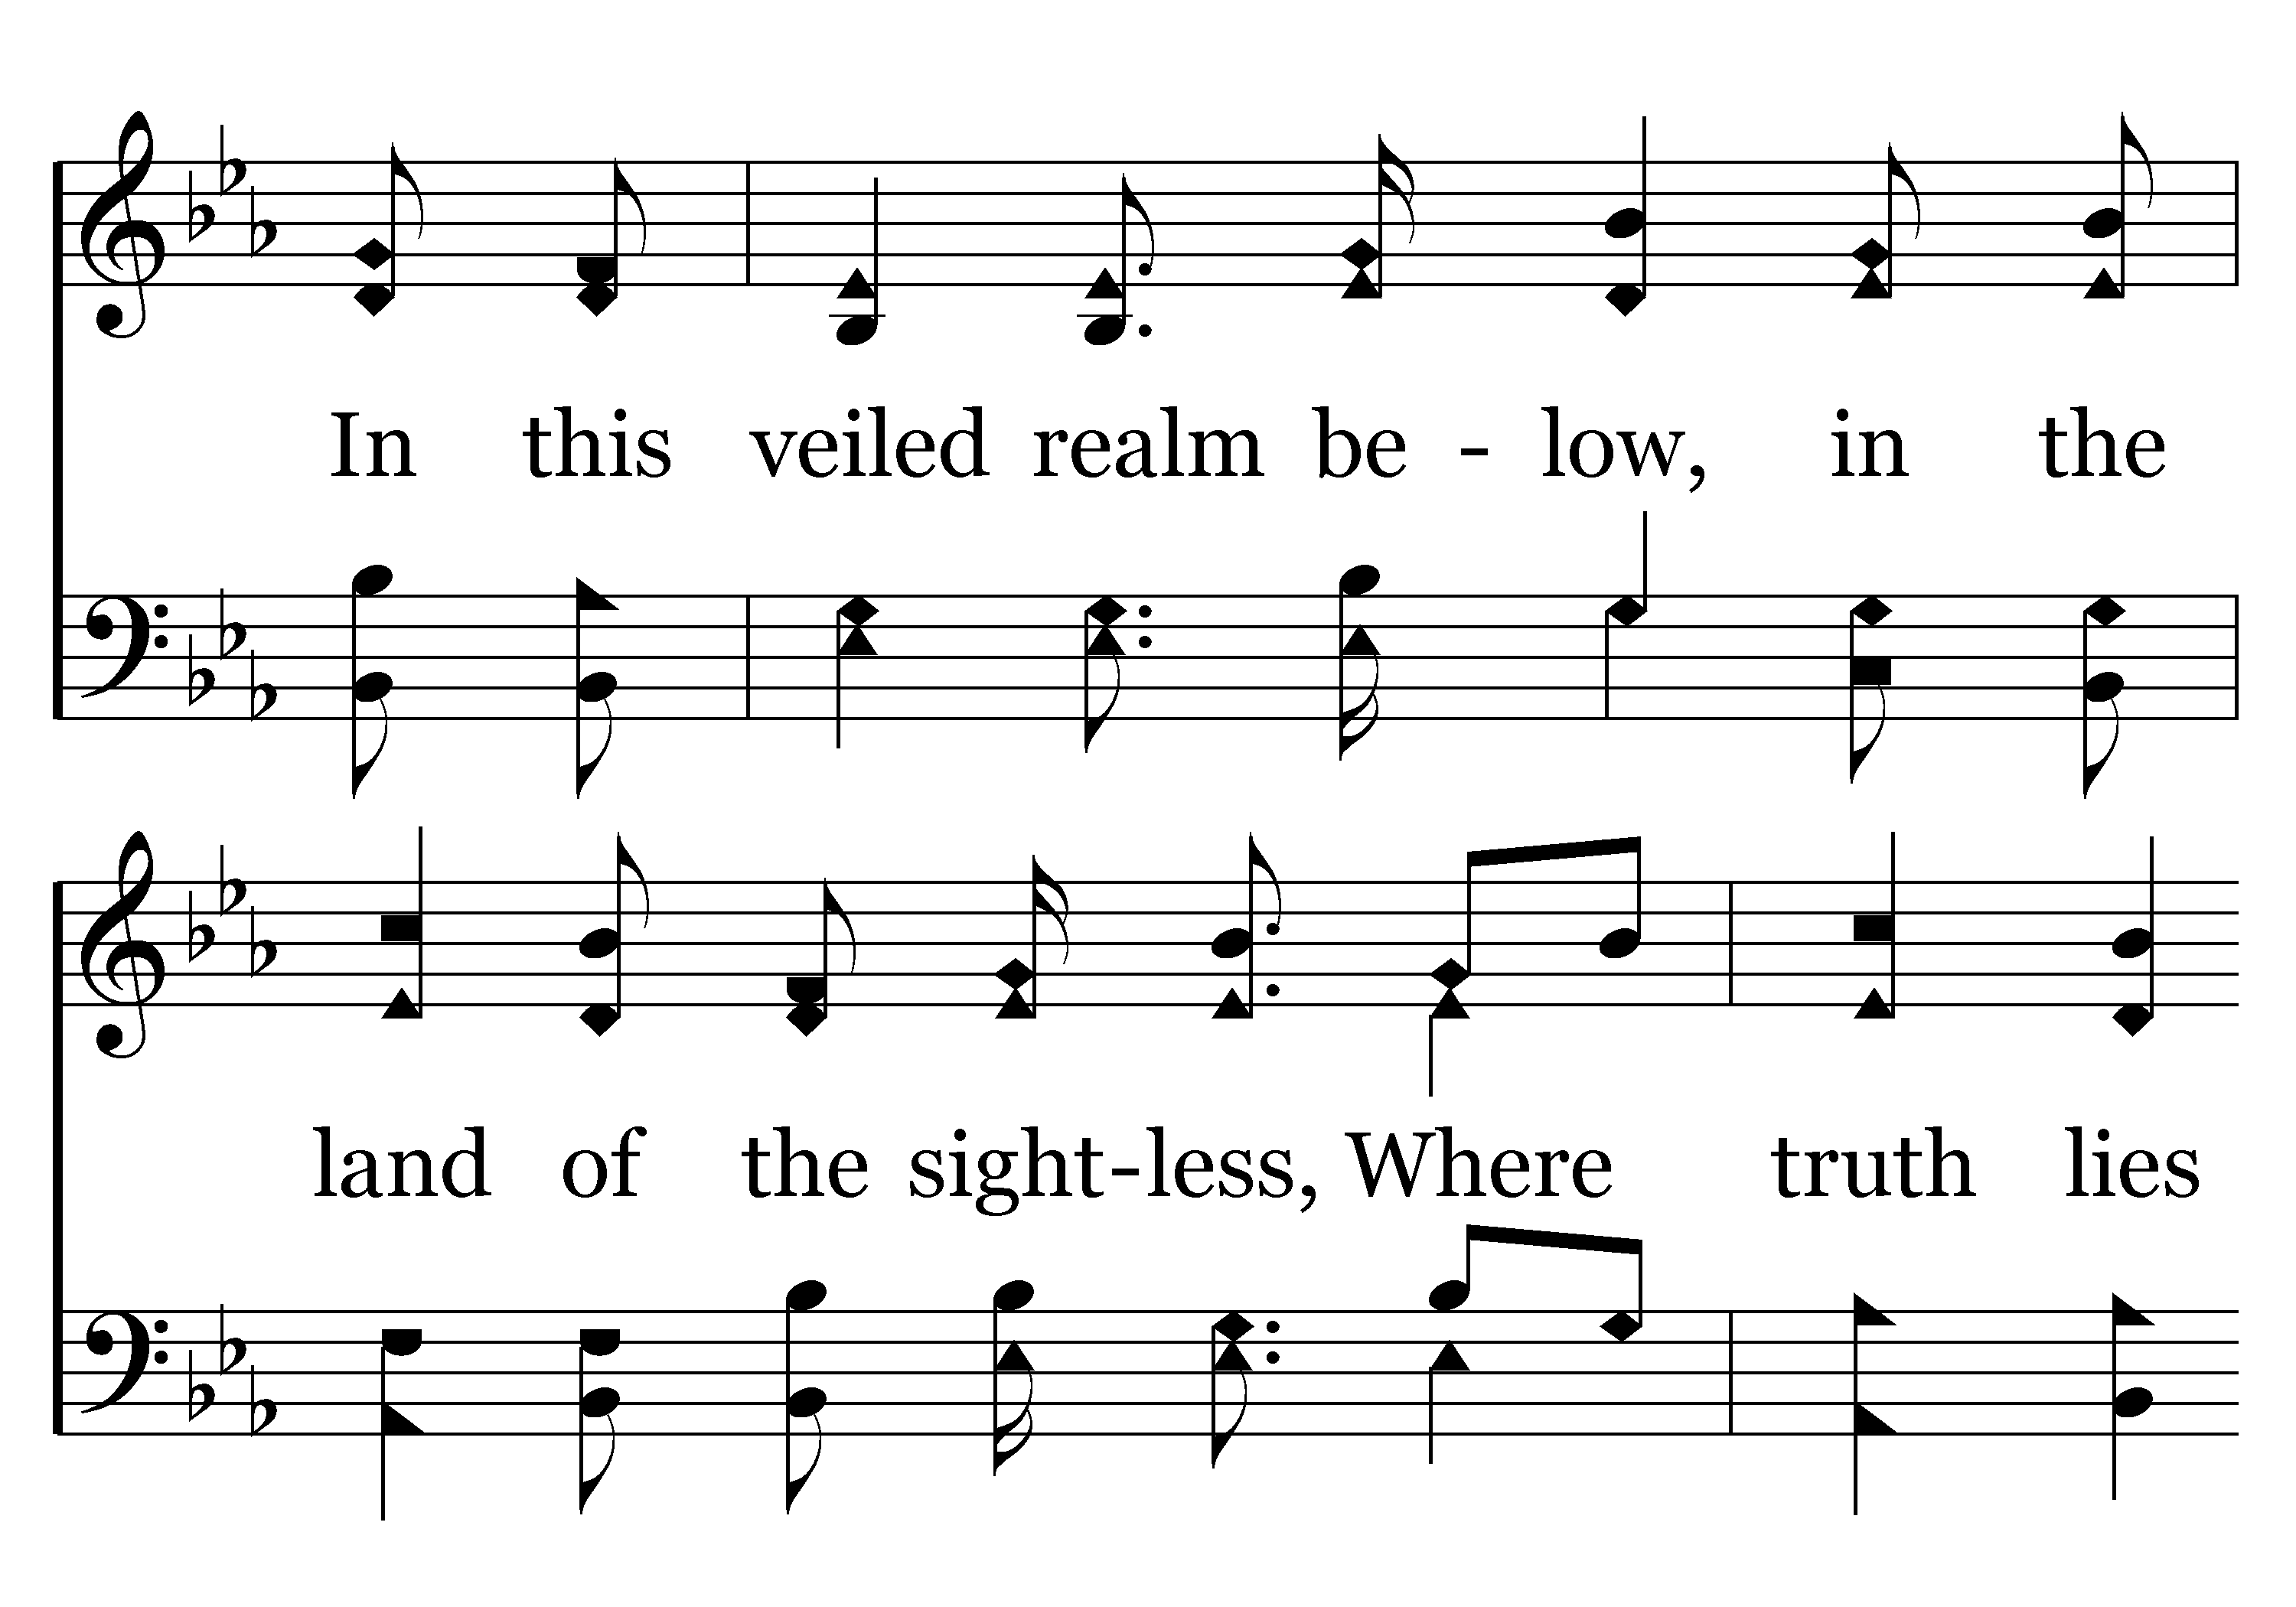 In this veiled realm be - low, in the
land of the sight-less, Where truth lies